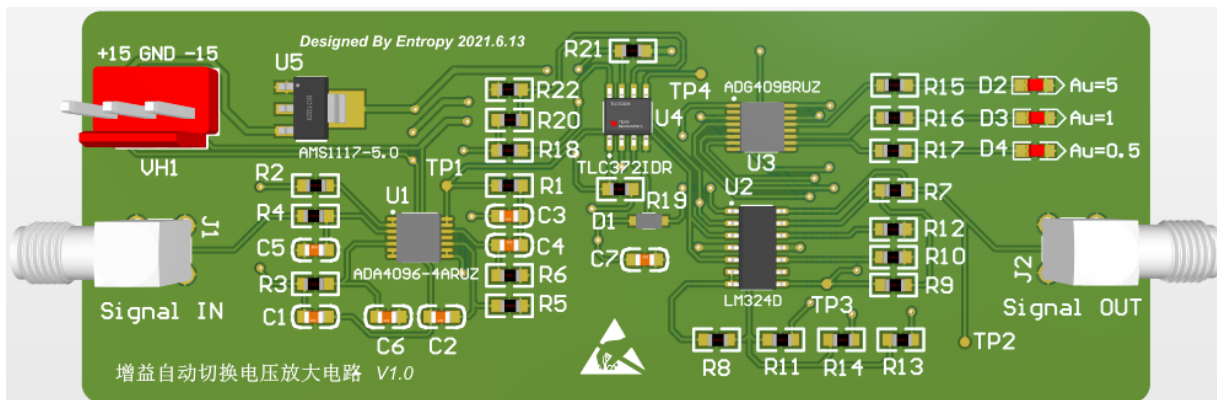 Designed By Entropy 2021.6.13
+15 GND -15
U5
AMS1117-5.0
VH1
R21
TP4
U4
TLC372IDR
R22
R20
R18
ADG409BRUZ
U3
R15
R16
R17
D2 Au=5
D3 Au=1
D4 Au=0.5
TP1
R2
R4
C5
R3
C1
U1
ADA4096-4ARUZ
C6
C2
R1
C3
C4
R6
R5
R19
D1
C7
U2
LM324D
R7
R12
R10
R9
TP3
J1
Signal IN
J2
Signal OUT
TP2
R8
R11
R14
R13
增益自动切换电压放大电路 V1.0